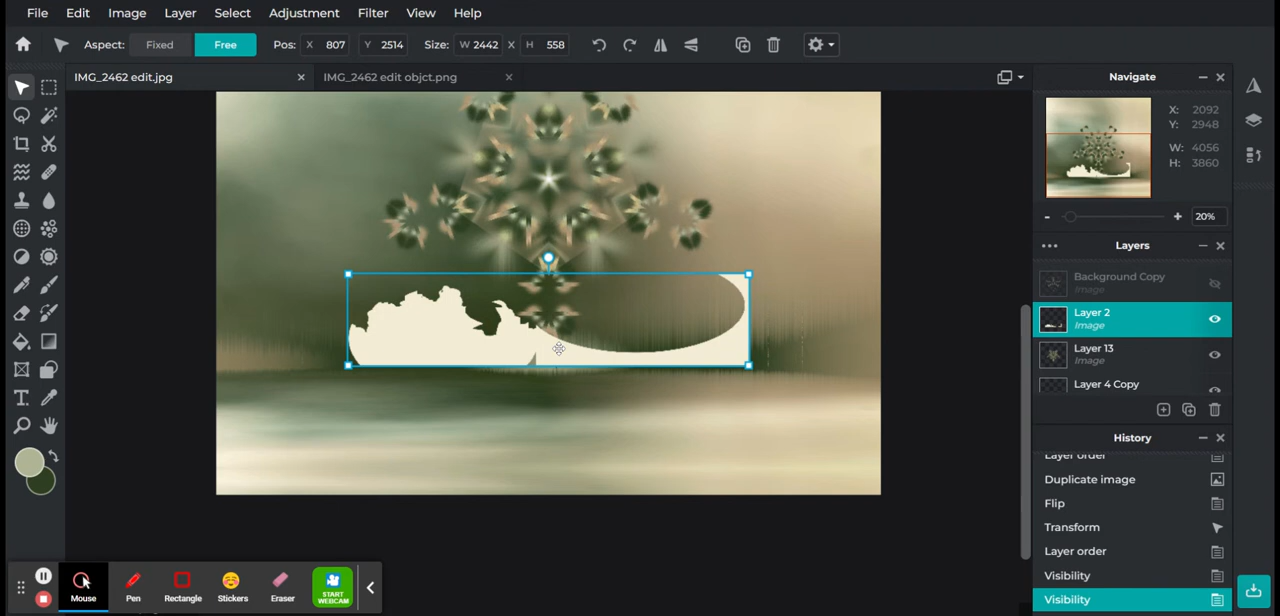 File Edit Image Layer Select Adjustment Filter View Help
Aspect: Fixed Free Pos: X 807 Y 2514 Size: W 2442 X H 558
IMG_2462 edit.jpg × IMG_2462 edit objct.png ×
Navigate
X: 2092
Y: 2948
W: 4056
H: 3860
- + 20%
Layers
Background Copy
Image
Layer 2
Image
Layer 13
Image
Layer 4 Copy
History
Layer order
Duplicate image
Flip
Transform
Layer order
Visibility
Visibility
T
START
WEBCAM
Mouse Pen Rectangle Stickers Eraser